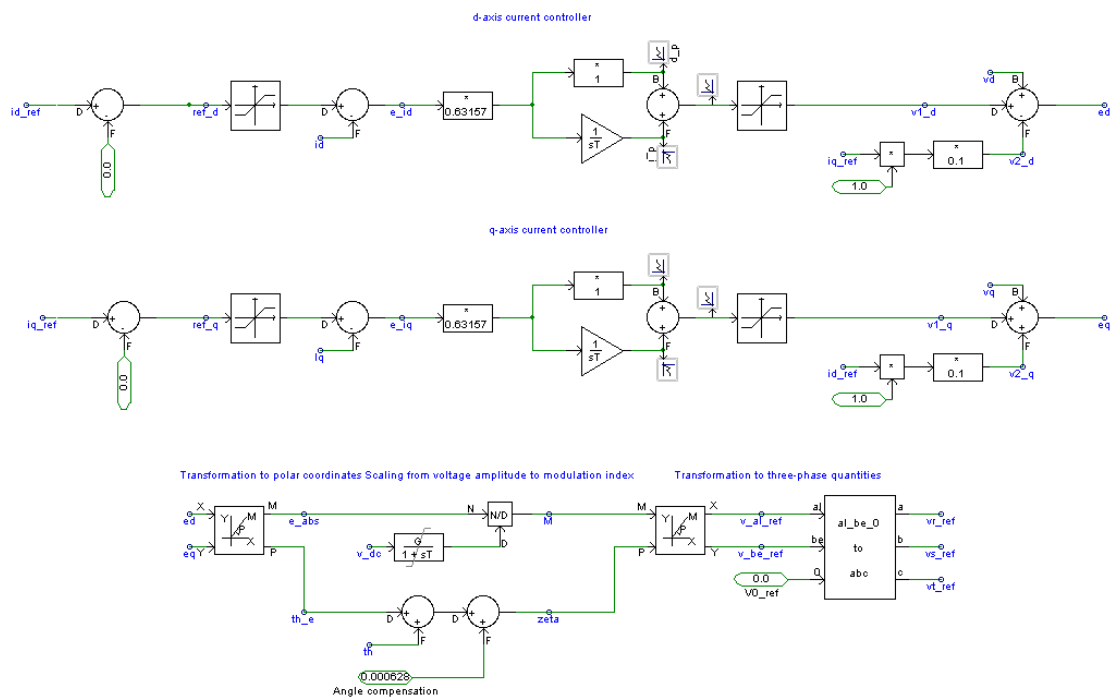 d-axis current controller
id_ref D + - F 0.0 ref_d D + - F id e_id * 0.63157 * 1 1 sT d_p B + + F I_p v1_d vd B D + + - F ed
iq_ref * * 0.1 v2_d
1.0
q-axis current controller
iq_ref D + - F 0.0 ref_q D + - F Iq e_iq * 0.63157 * 1 1 sT B + + F v1_q vq B D + + + F eq
id_ref * * 0.1 v2_q
1.0
Transformation to polar coordinates Scaling from voltage amplitude to modulation index
Transformation to three-phase quantities
ed X Y M P X M e_abs N N/D M M Y M P X X v_al_ref al al_be_0 a vr_ref
eq Y P v_dc G 1 + sT D P Y v_be_ref be to b vs_ref
0.0 0 abc c vt_ref
V0_ref
th_e D + + F D + + F zeta
th
0.000628
Angle compensation